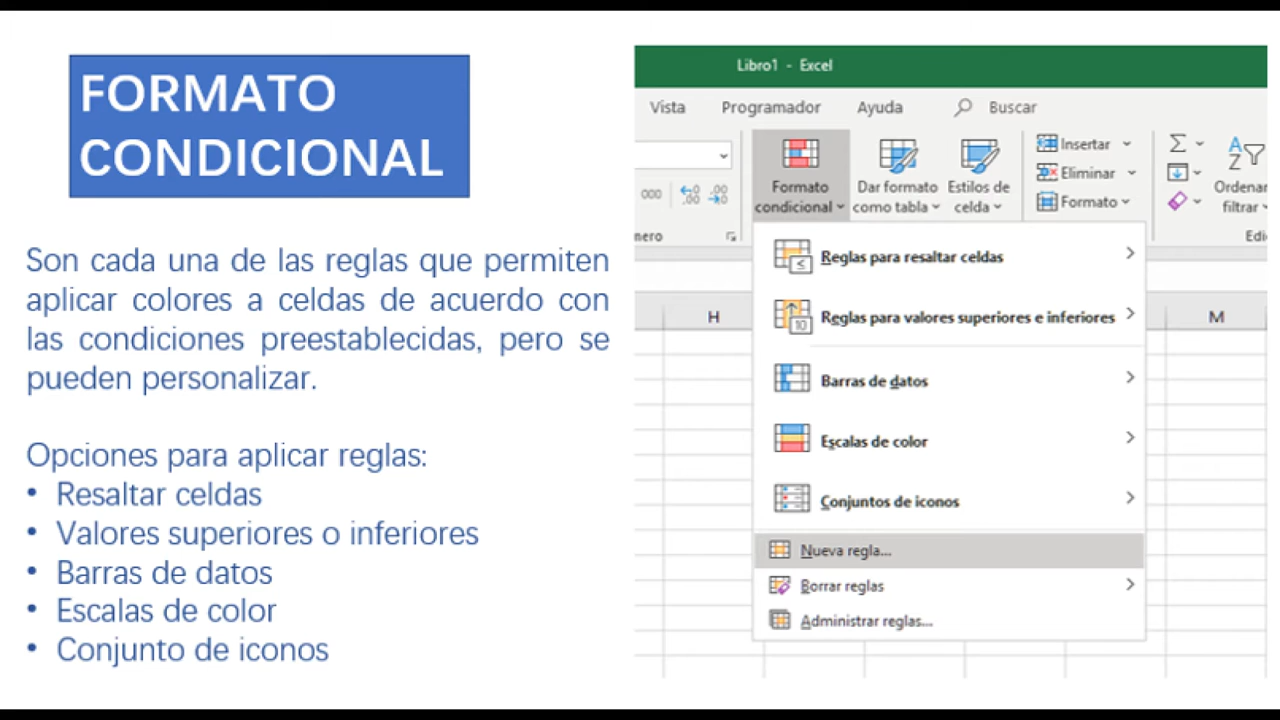 FORMATO
CONDICIONAL
Son cada una de las reglas que permiten
aplicar colores a celdas de acuerdo con
las condiciones preestablecidas, pero se
pueden personalizar.
Opciones para aplicar reglas:
• Resaltar celdas
• Valores superiores o inferiores
• Barras de datos
• Escalas de color
• Conjunto de iconos
Libro1 - Excel
Vista Programador Ayuda Buscar
Formato condicional
Dar formato como tabla
Estilos de celda
Insertar
Eliminar
Formato
Σ
A
Z
Ordenar
filtrar
000
,00
,00
nero
Edi
H
M
Reglas para resaltar celdas
≤
Reglas para valores superiores e inferiores
10
Barras de datos
Escalas de color
Conjuntos de iconos
Nueva regla...
Borrar reglas
Administrar reglas...